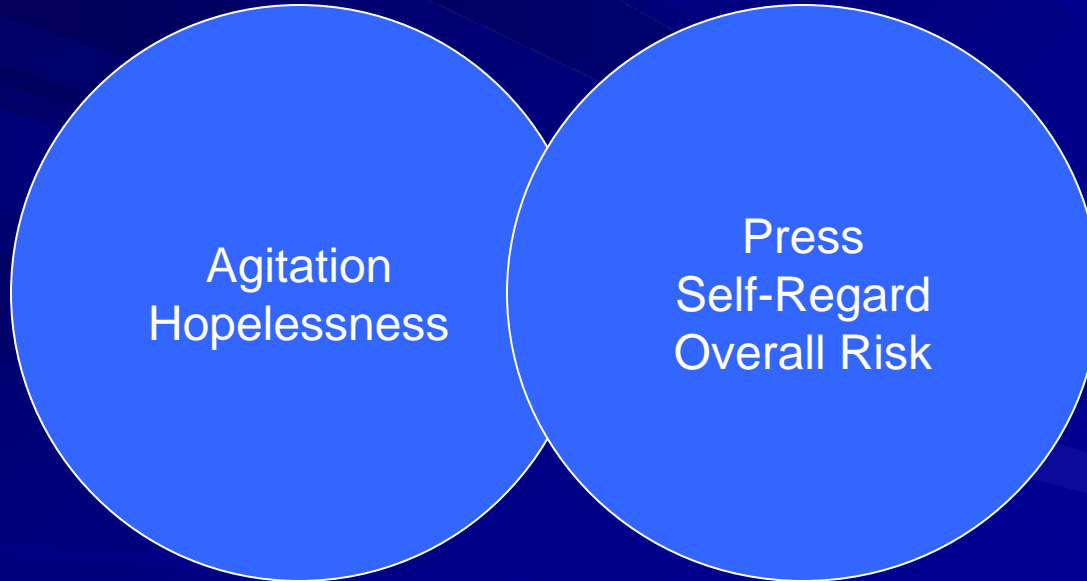 Agitation
Hopelessness
Press
Self-Regard
Overall Risk